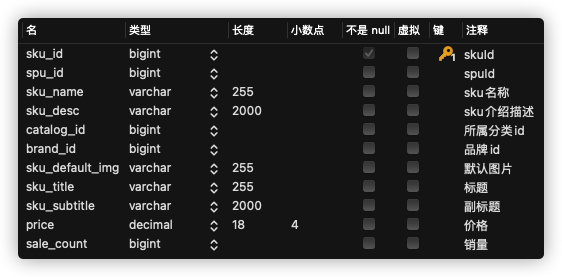 名 类型 长度 小数点 不是 null 虚拟 键 注释
sku_id bigint 1 skuId
spu_id bigint spuId
sku_name varchar 255 sku名称
sku_desc varchar 2000 sku介绍描述
catalog_id bigint 所属分类id
brand_id bigint 品牌id
sku_default_img varchar 255 默认图片
sku_title varchar 255 标题
sku_subtitle varchar 2000 副标题
price decimal 18 4 价格
sale_count bigint 销量